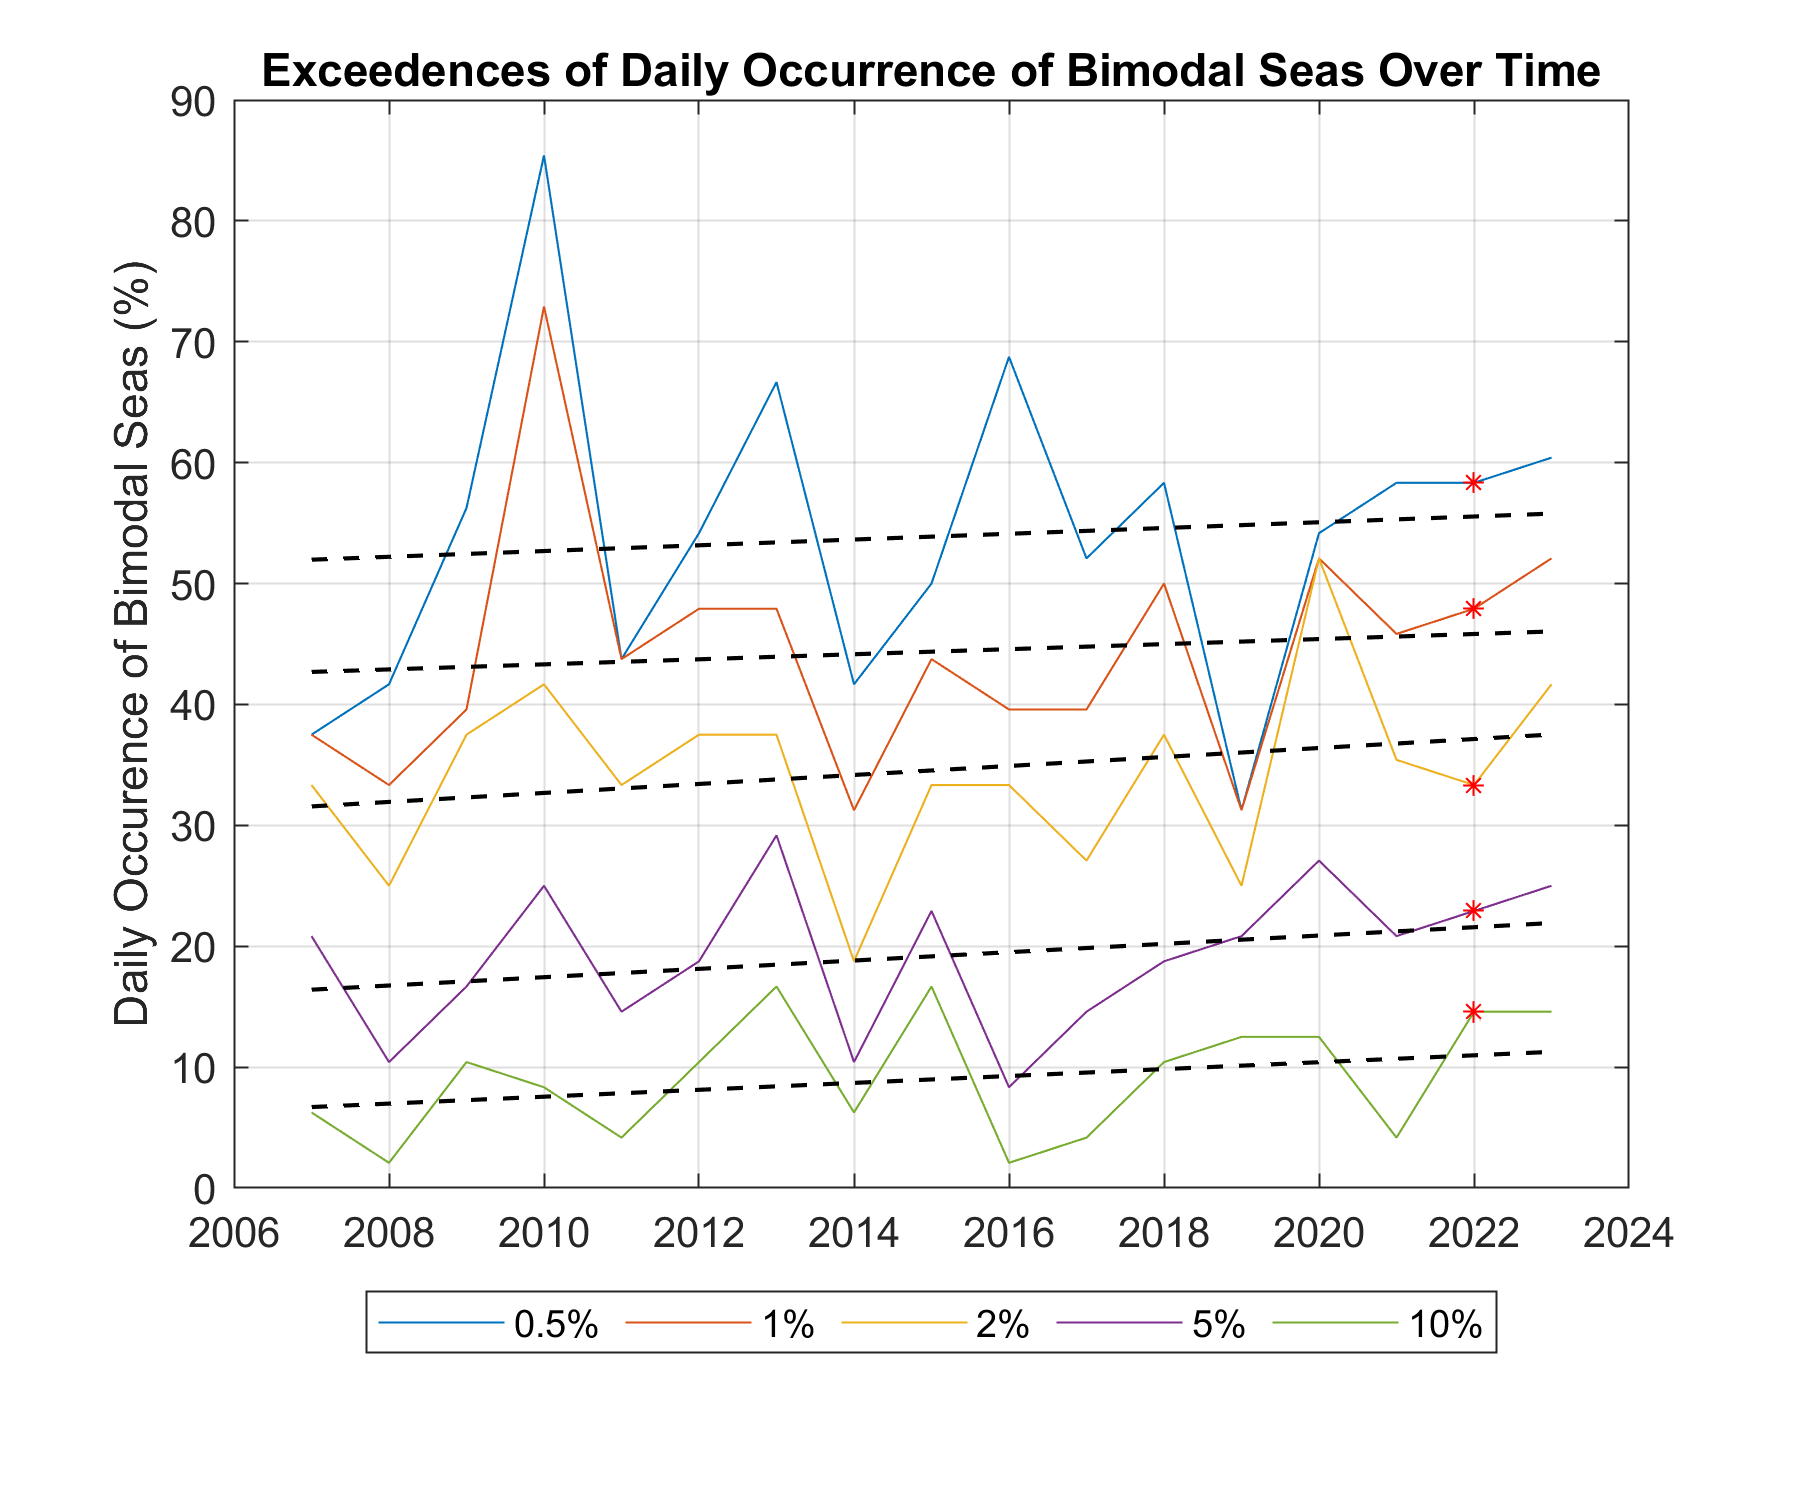 Exceedences of Daily Occurrence of Bimodal Seas Over Time
Daily Occurence of Bimodal Seas (%)
90
80
70
60
50
40
30
20
10
0
2006 2008 2010 2012 2014 2016 2018 2020 2022 2024
0.5% 1% 2% 5% 10%